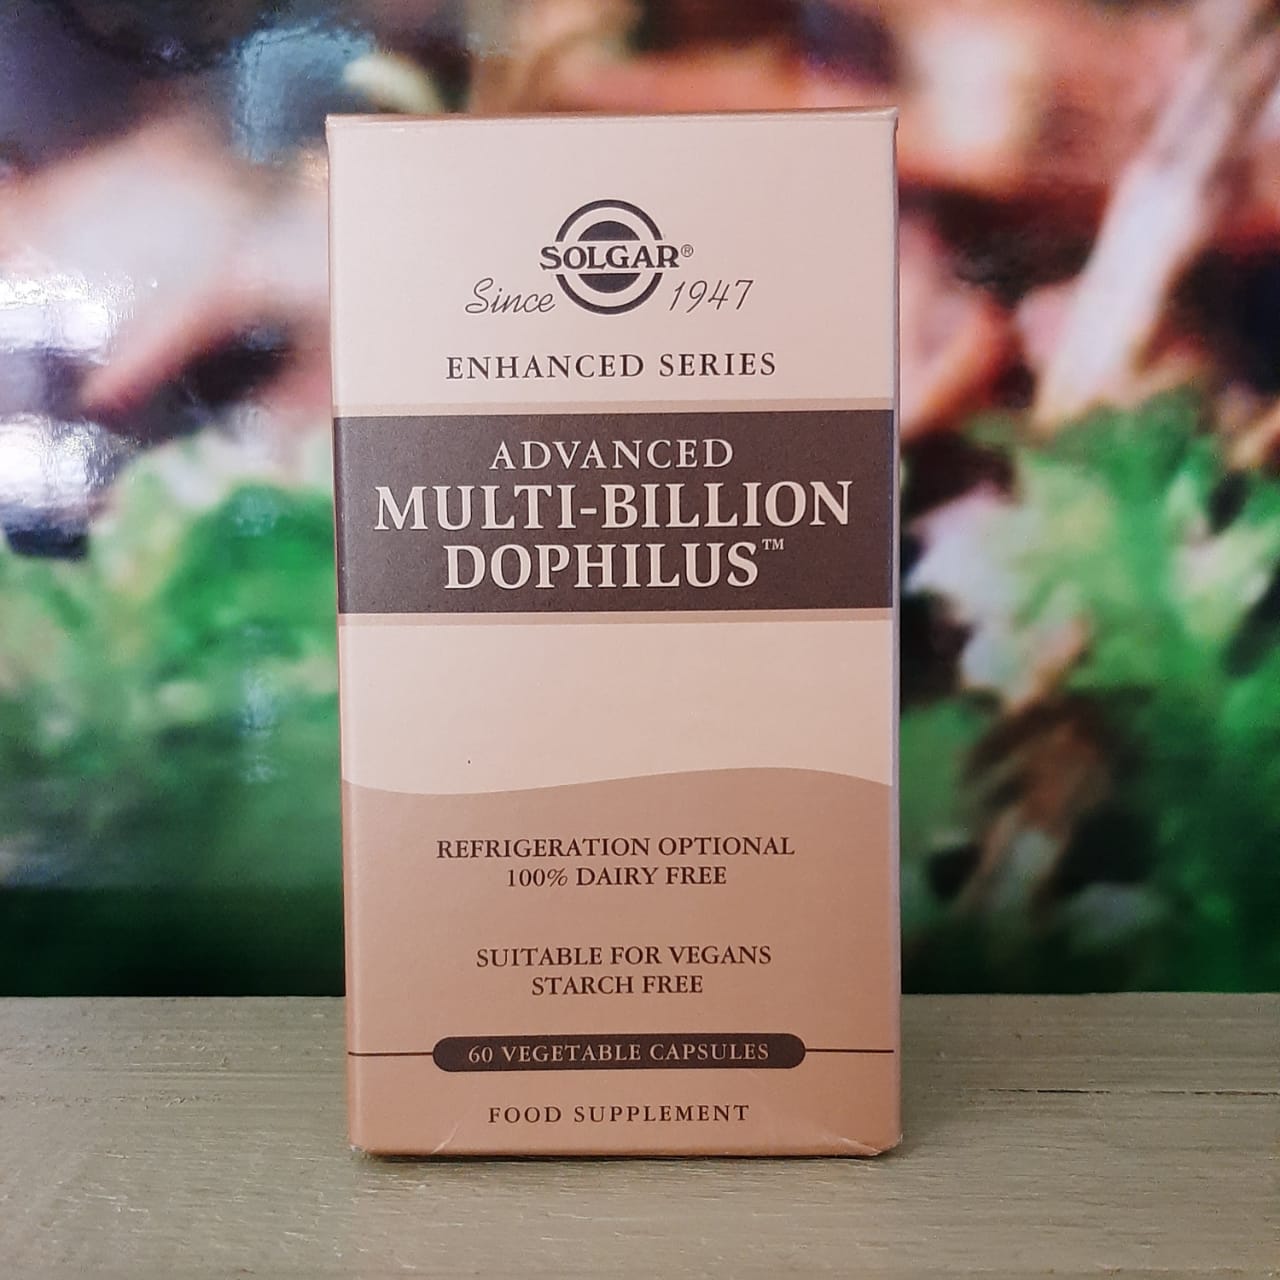 SOLGAR®
Since 1947
ENHANCED SERIES
ADVANCED
MULTI-BILLION
DOPHILUS™
REFRIGERATION OPTIONAL
100% DAIRY FREE
SUITABLE FOR VEGANS
STARCH FREE
60 VEGETABLE CAPSULES
FOOD SUPPLEMENT